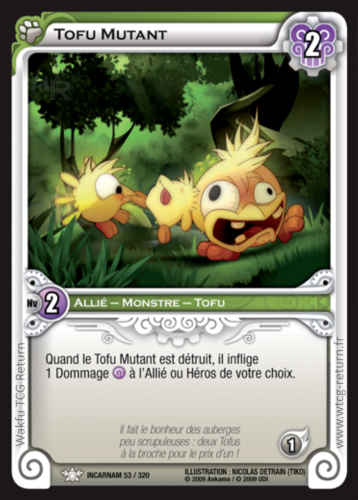 TOFU MUTANT
2
Nv 2 ALLIÉ – MONSTRE – TOFU
Quand le Tofu Mutant est détruit, il inflige
1 Dommage à l'Allié ou Héros de votre choix.
Il fait le bonheur des auberges
peu scrupuleuses : deux Tofus
à la broche pour le prix d'un !
1
INCARNAM 53 / 320
ILLUSTRATION : NICOLAS DETRAIN (TIKO)
© 2009 Ankama / © 2009 UDI
Wakfu TCG Return
www.wtcg-return.fr